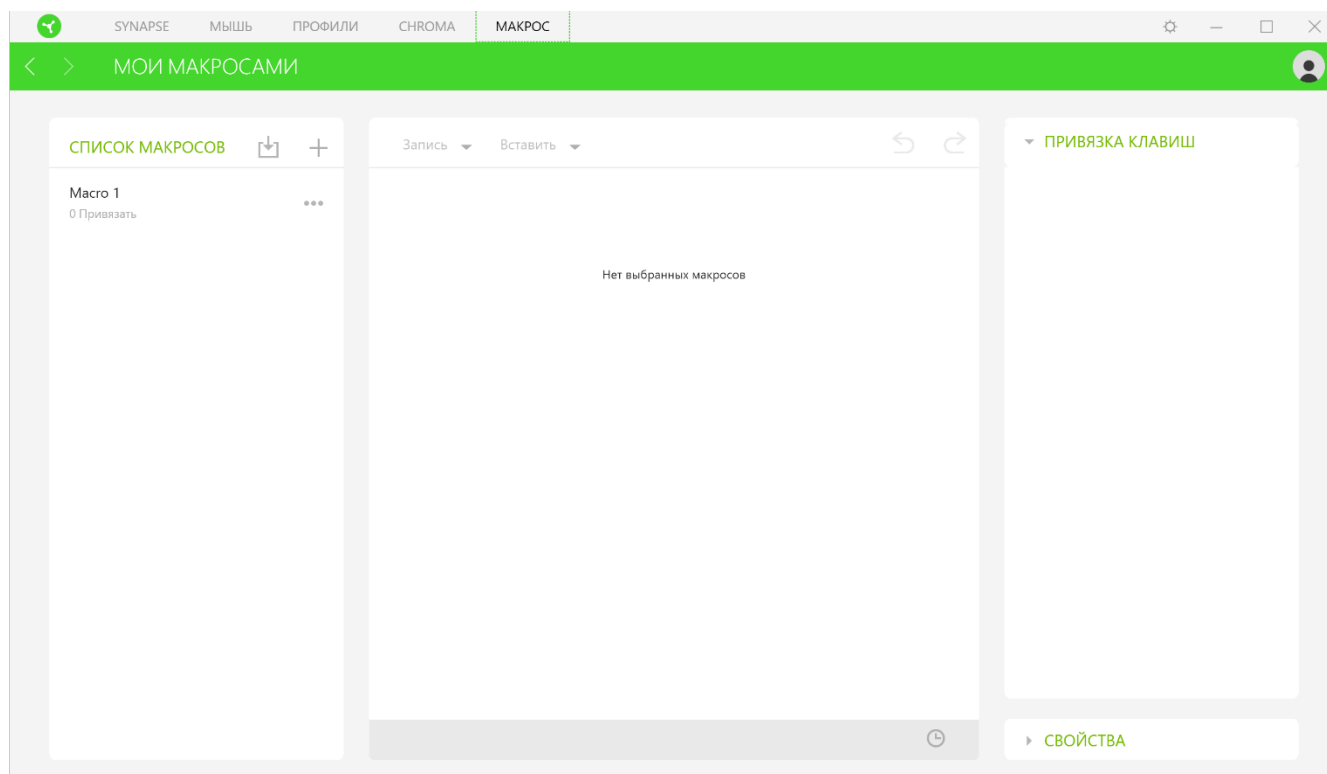 SYNAPSE МЫШЬ ПРОФИЛИ CHROMA МАКРОС
МОИ МАКРОСАМИ
СПИСОК МАКРОСОВ
Macro 1
0 Привязать
Запись Вставить
Нет выбранных макросов
ПРИВЯЗКА КЛАВИШ
СВОЙСТВА